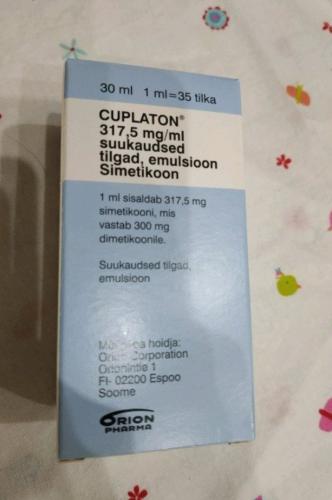 30 ml 1 ml=35 tilka
CUPLATON®
317,5 mg/ml
suukaudsed
tilgad, emulsioon
Simetikoon
1 ml sisaldab 317,5 mg
simetikooni, mis
vastab 300 mg
dimetikoonile.
Suukaudsed tilgad,
emulsioon
hoidja:
Orion Corporation
Orionintie 1
FI- 02200 Espoo
Soome
ORION
PHARMA